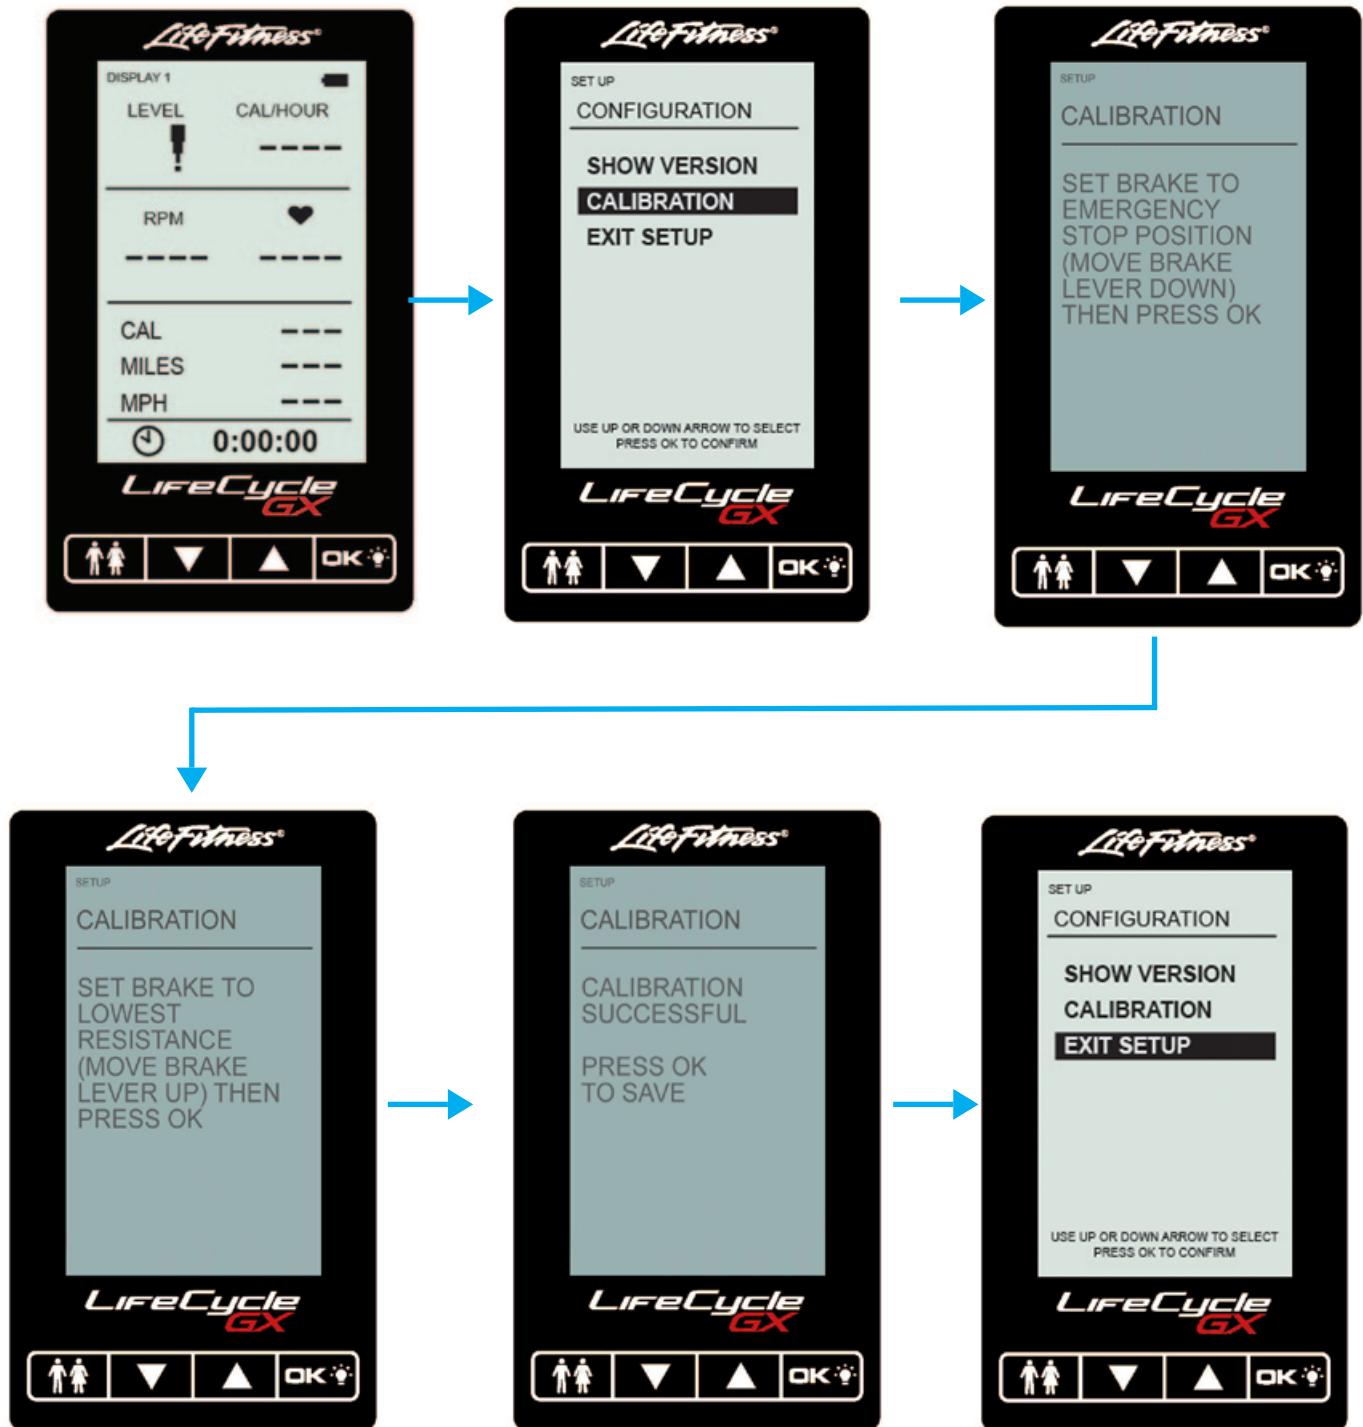 LifeFitness®
DISPLAY 1
LEVEL CAL/HOUR
---- 
RPM
---- ----
CAL ---
MILES ---
MPH ---
0:00:00
LifeCycle
GX
OK
LifeFitness®
SET UP
CONFIGURATION
SHOW VERSION
CALIBRATION
EXIT SETUP
USE UP OR DOWN ARROW TO SELECT
PRESS OK TO CONFIRM
LifeCycle
GX
OK
LifeFitness®
SETUP
CALIBRATION
SET BRAKE TO
EMERGENCY
STOP POSITION
(MOVE BRAKE
LEVER DOWN)
THEN PRESS OK
LifeCycle
GX
OK
LifeFitness®
SETUP
CALIBRATION
SET BRAKE TO
LOWEST
RESISTANCE
(MOVE BRAKE
LEVER UP) THEN
PRESS OK
LifeCycle
GX
OK
LifeFitness®
SETUP
CALIBRATION
CALIBRATION
SUCCESSFUL
PRESS OK
TO SAVE
LifeCycle
GX
OK
LifeFitness®
SET UP
CONFIGURATION
SHOW VERSION
CALIBRATION
EXIT SETUP
USE UP OR DOWN ARROW TO SELECT
PRESS OK TO CONFIRM
LifeCycle
GX
OK